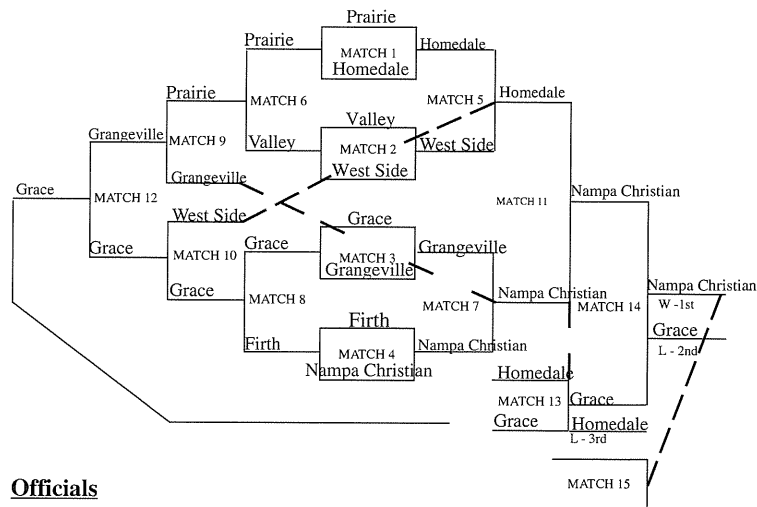 Prairie
Prairie
MATCH 1
Homedale
Homedale
Prairie
MATCH 6
MATCH 5
Homedale
Grangeville
MATCH 9
Valley
Valley
MATCH 2
West Side
West Side
Grangeville
Grace
MATCH 12
Nampa Christian
MATCH 11
West Side
Grace
Grace
MATCH 10
Grace
MATCH 3
Grangeville
Grangeville
Grace
MATCH 8
MATCH 7
Nampa Christian
MATCH 14
Nampa Christian
W -1st
Firth
Firth
MATCH 4
Nampa Christian
Nampa Christian
Grace
L - 2nd
Homedale
MATCH 13
Grace
Grace
Homedale
L - 3rd
MATCH 15
Officials